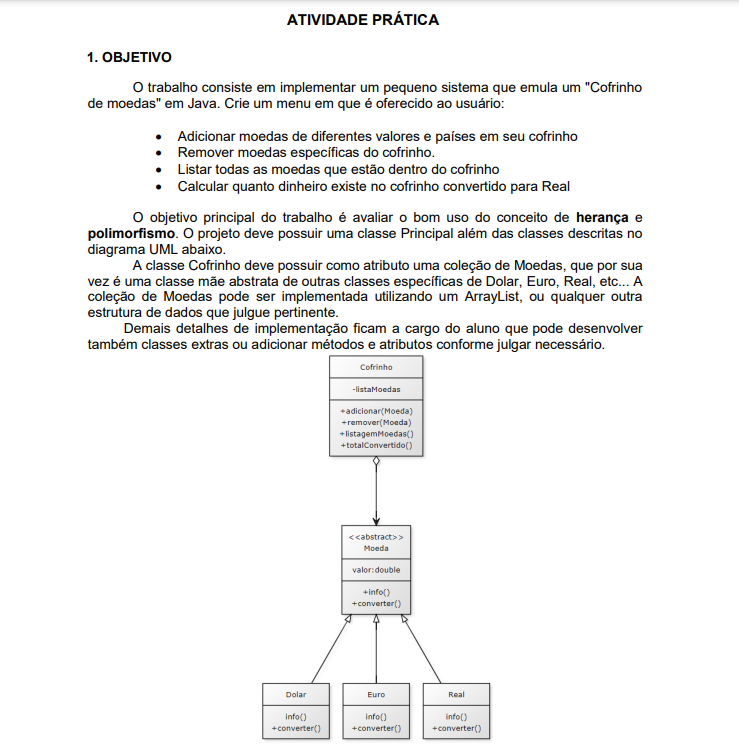 ATIVIDADE PRÁTICA
1. OBJETIVO
O trabalho consiste em implementar um pequeno sistema que emula um "Cofrinho
de moedas" em Java. Crie um menu em que é oferecido ao usuário:
• Adicionar moedas de diferentes valores e países em seu cofrinho
• Remover moedas específicas do cofrinho.
• Listar todas as moedas que estão dentro do cofrinho
• Calcular quanto dinheiro existe no cofrinho convertido para Real
O objetivo principal do trabalho é avaliar o bom uso do conceito de herança e
polimorfismo. O projeto deve possuir uma classe Principal além das classes descritas no
diagrama UML abaixo.
A classe Cofrinho deve possuir como atributo uma coleção de Moedas, que por sua
vez é uma classe mãe abstrata de outras classes específicas de Dolar, Euro, Real, etc... A
coleção de Moedas pode ser implementada utilizando um ArrayList, ou qualquer outra
estrutura de dados que julgue pertinente.
Demais detalhes de implementação ficam a cargo do aluno que pode desenvolver
também classes extras ou adicionar métodos e atributos conforme julgar necessário.
Cofrinho
-listaMoedas
+adicionar(Moeda)
+remover(Moeda)
+listagemMoedas()
+totalConvertido()
<<abstract>>
Moeda
valor:double
+info()
+converter()
Dolar
info()
+converter()
Euro
info()
+converter()
Real
info()
+converter()